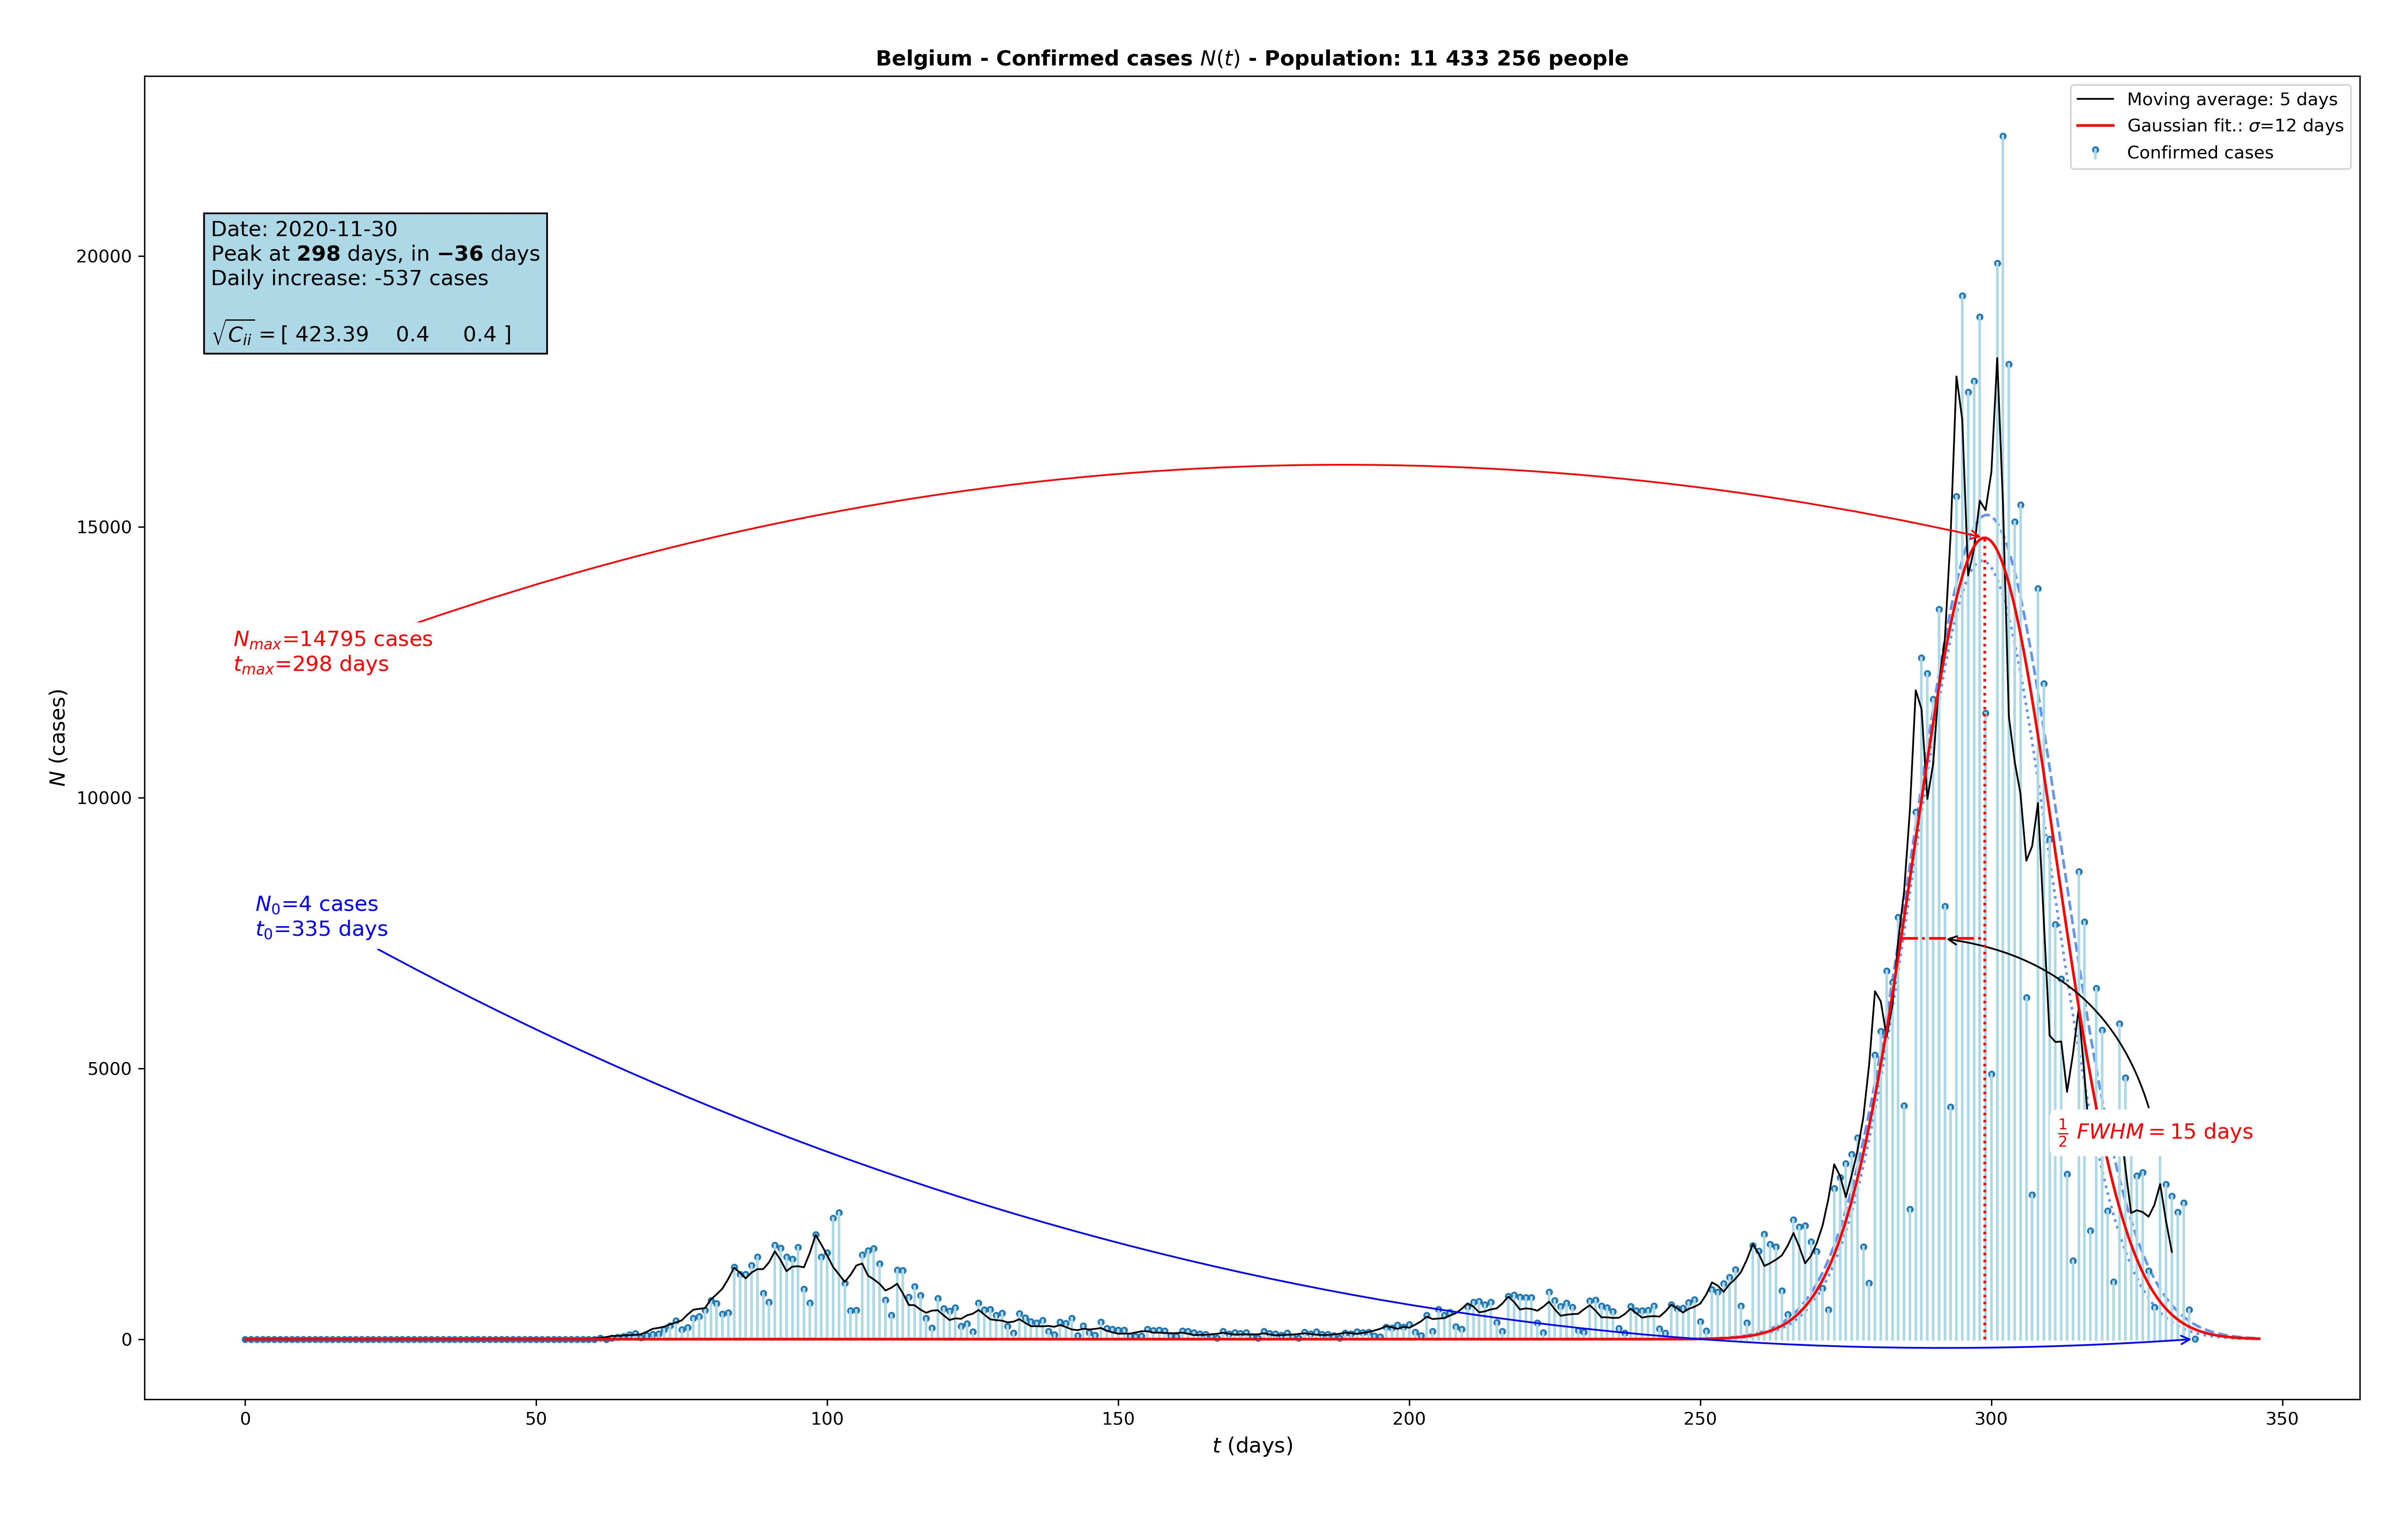 Belgium - Confirmed cases N(t) - Population: 11 433 256 people
Moving average: 5 days
Gaussian fit.: σ=12 days
Confirmed cases
Date: 2020-11-30
Peak at 298 days, in −36 days
Daily increase: -537 cases
√C_ii = [ 423.39 0.4 0.4 ]
N_max=14795 cases
t_max=298 days
N_0=4 cases
t_0=335 days
1/2 FWHM = 15 days
N (cases)
20000
15000
10000
5000
0
0 50 100 150 200 250 300 350
t (days)